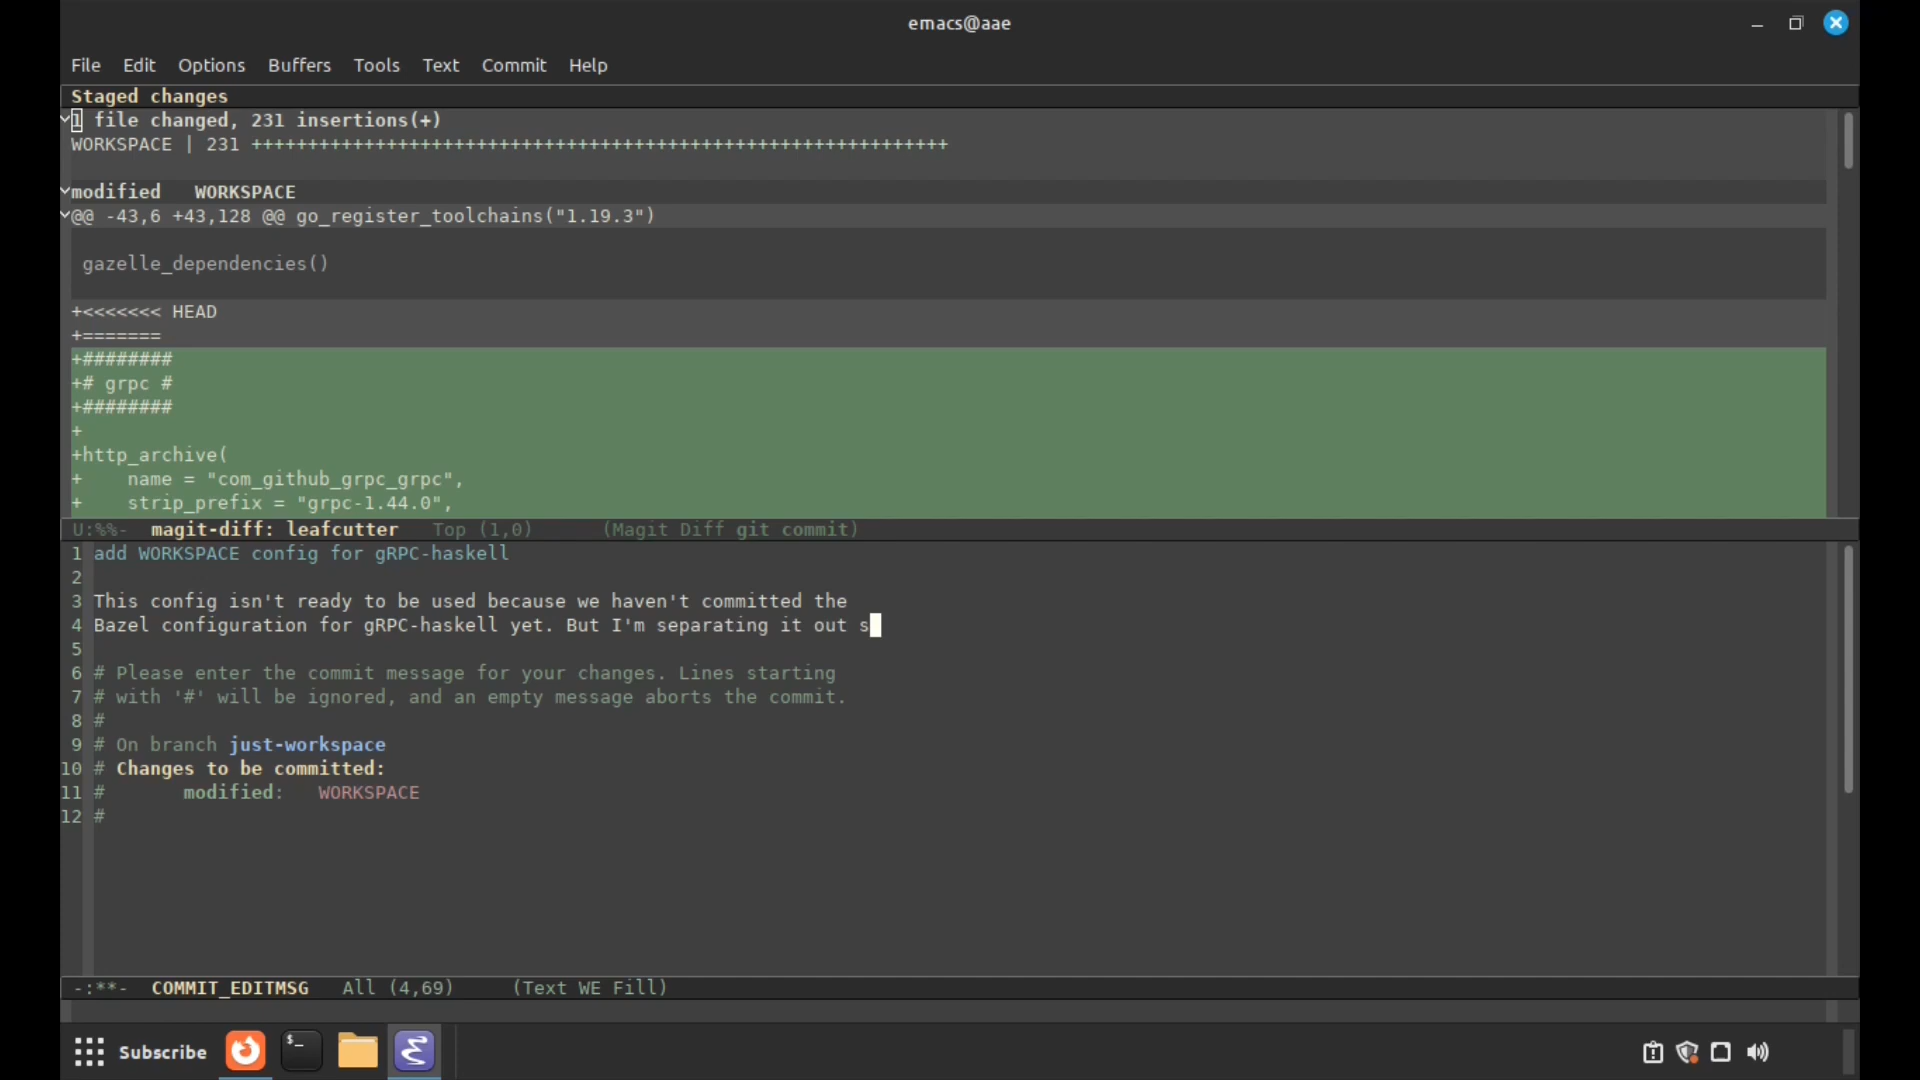 emacs@aae
File Edit Options Buffers Tools Text Commit Help
Staged changes
1 file changed, 231 insertions(+)
WORKSPACE | 231 ++++++++++++++++++++++++++++++++++++++++++++++++++++++++++++++
modified   WORKSPACE
@@ -43,6 +43,128 @@ go_register_toolchains("1.19.3")
gazelle_dependencies()
+<<<<<<< HEAD
+=======
+########
+# grpc #
+########
+
+http_archive(
+    name = "com_github_grpc_grpc",
+    strip_prefix = "grpc-1.44.0",
U:%%-  magit-diff: leafcutter   Top (1,0)      (Magit Diff git commit)
1 add WORKSPACE config for gRPC-haskell
2
3 This config isn't ready to be used because we haven't committed the
4 Bazel configuration for gRPC-haskell yet. But I'm separating it out s
5
6 # Please enter the commit message for your changes. Lines starting
7 # with '#' will be ignored, and an empty message aborts the commit.
8 #
9 # On branch just-workspace
10 # Changes to be committed:
11 #       modified:   WORKSPACE
12 #
-:**-  COMMIT_EDITMSG   All (4,69)     (Text WE Fill)
Subscribe
$_